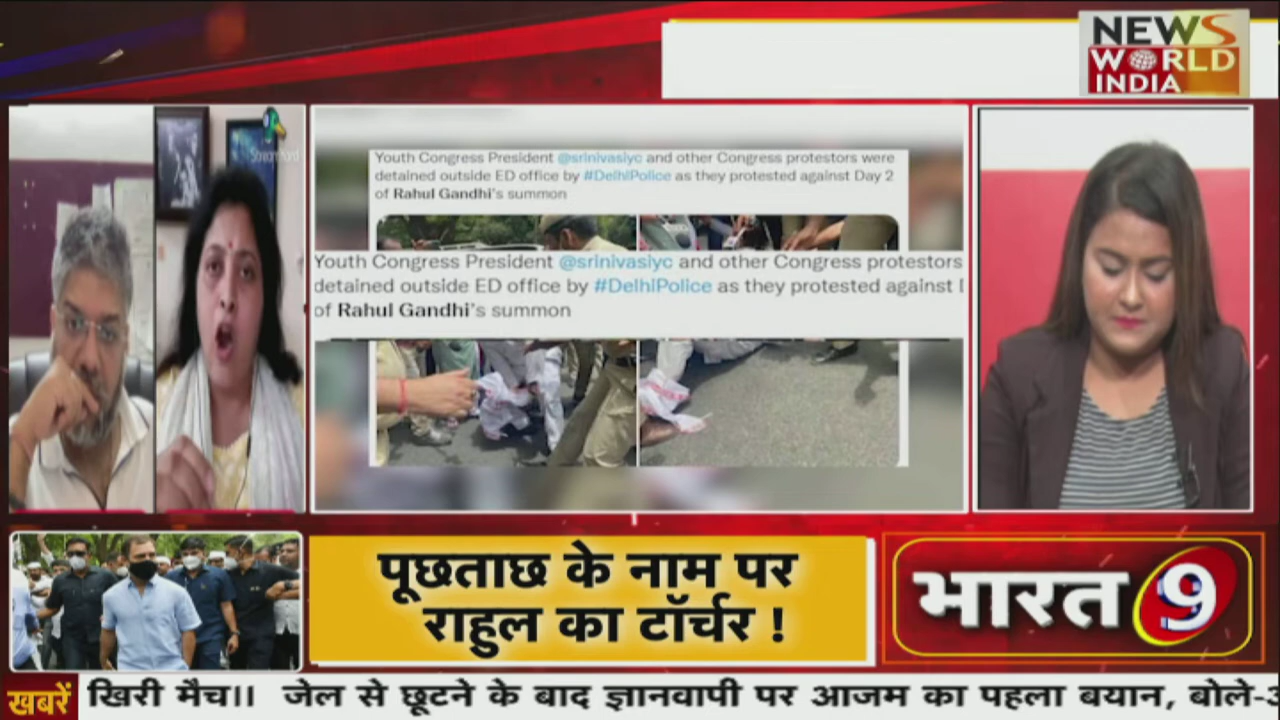 NEWS
WORLD
INDIA
Youth Congress President @srinivasiyc and other Congress protestors were
detained outside ED office by #DelhiPolice as they protested against Day 2
of Rahul Gandhi's summon
Youth Congress President @srinivasiyc and other Congress protestors
detained outside ED office by #DelhiPolice as they protested against
of Rahul Gandhi's summon
पूछताछ के नाम पर
राहुल का टॉर्चर !
भारत 9
खबरें खिरी मैच।। जेल से छूटने के बाद ज्ञानवापी पर आजम का पहला बयान, बोले-